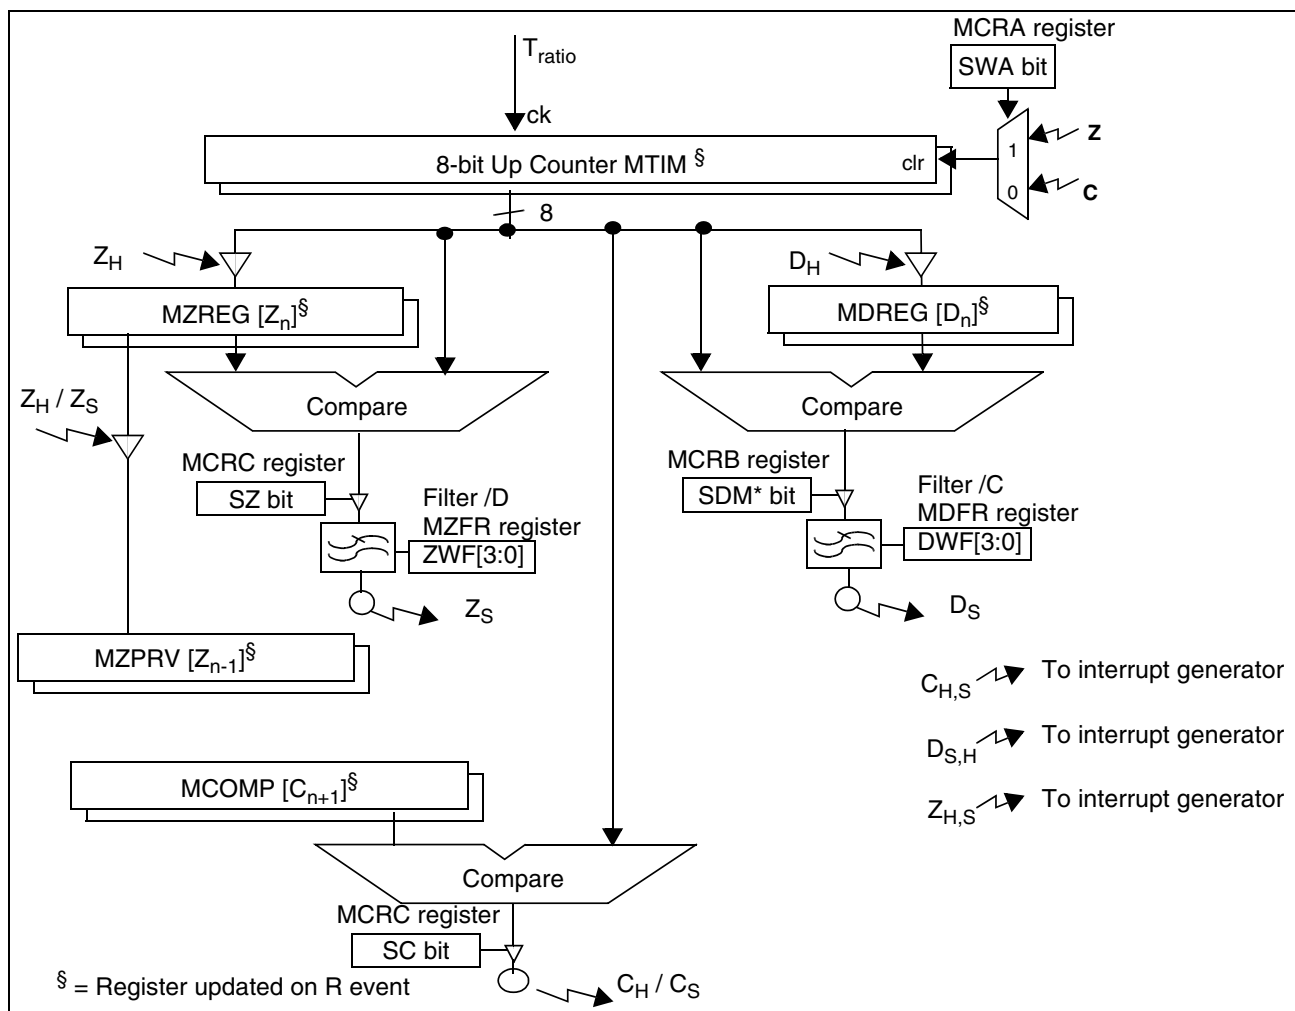 MCRA register
SWA bit
T_ratio
ck
8-bit Up Counter MTIM §
clr
1
0
Z
C
8
Z_H
D_H
MZREG [Z_n]§
MDREG [D_n]§
Z_H / Z_S
Compare
Compare
MCRC register
SZ bit
Filter /D
MZFR register
ZWF[3:0]
MCRB register
SDM* bit
Filter /C
MDFR register
DWF[3:0]
Z_S
D_S
MZPRV [Z_n-1]§
C_H,S To interrupt generator
D_S,H To interrupt generator
Z_H,S To interrupt generator
MCOMP [C_n+1]§
Compare
MCRC register
SC bit
C_H / C_S
§ = Register updated on R event